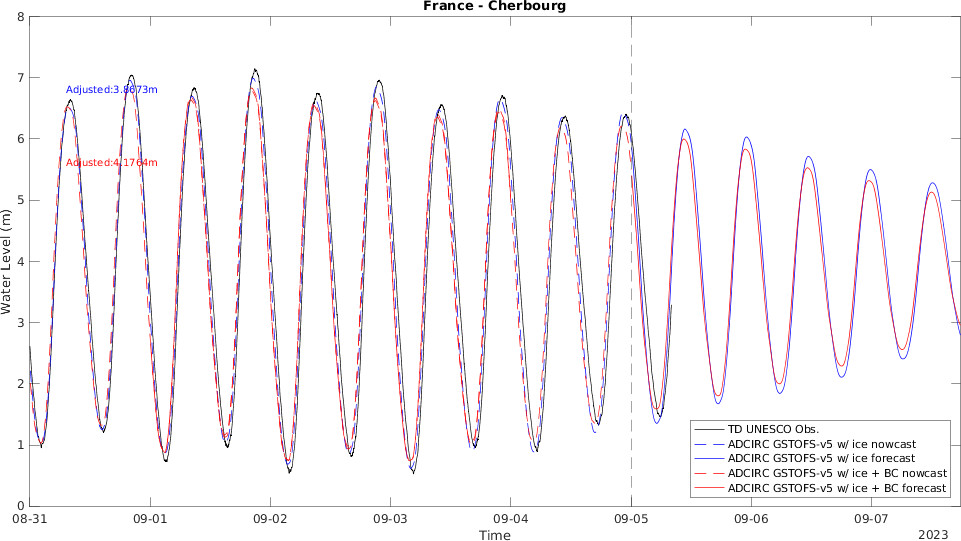 France - Cherbourg
8
7
6
5
4
3
2
1
0
Water Level (m)
Adjusted:3.8673m
Adjusted:4.1764m
TD UNESCO Obs.
ADCIRC GSTOFS-v5 w/ ice nowcast
ADCIRC GSTOFS-v5 w/ ice forecast
ADCIRC GSTOFS-v5 w/ ice + BC nowcast
ADCIRC GSTOFS-v5 w/ ice + BC forecast
08-31 09-01 09-02 09-03 09-04 09-05 09-06 09-07
Time
2023